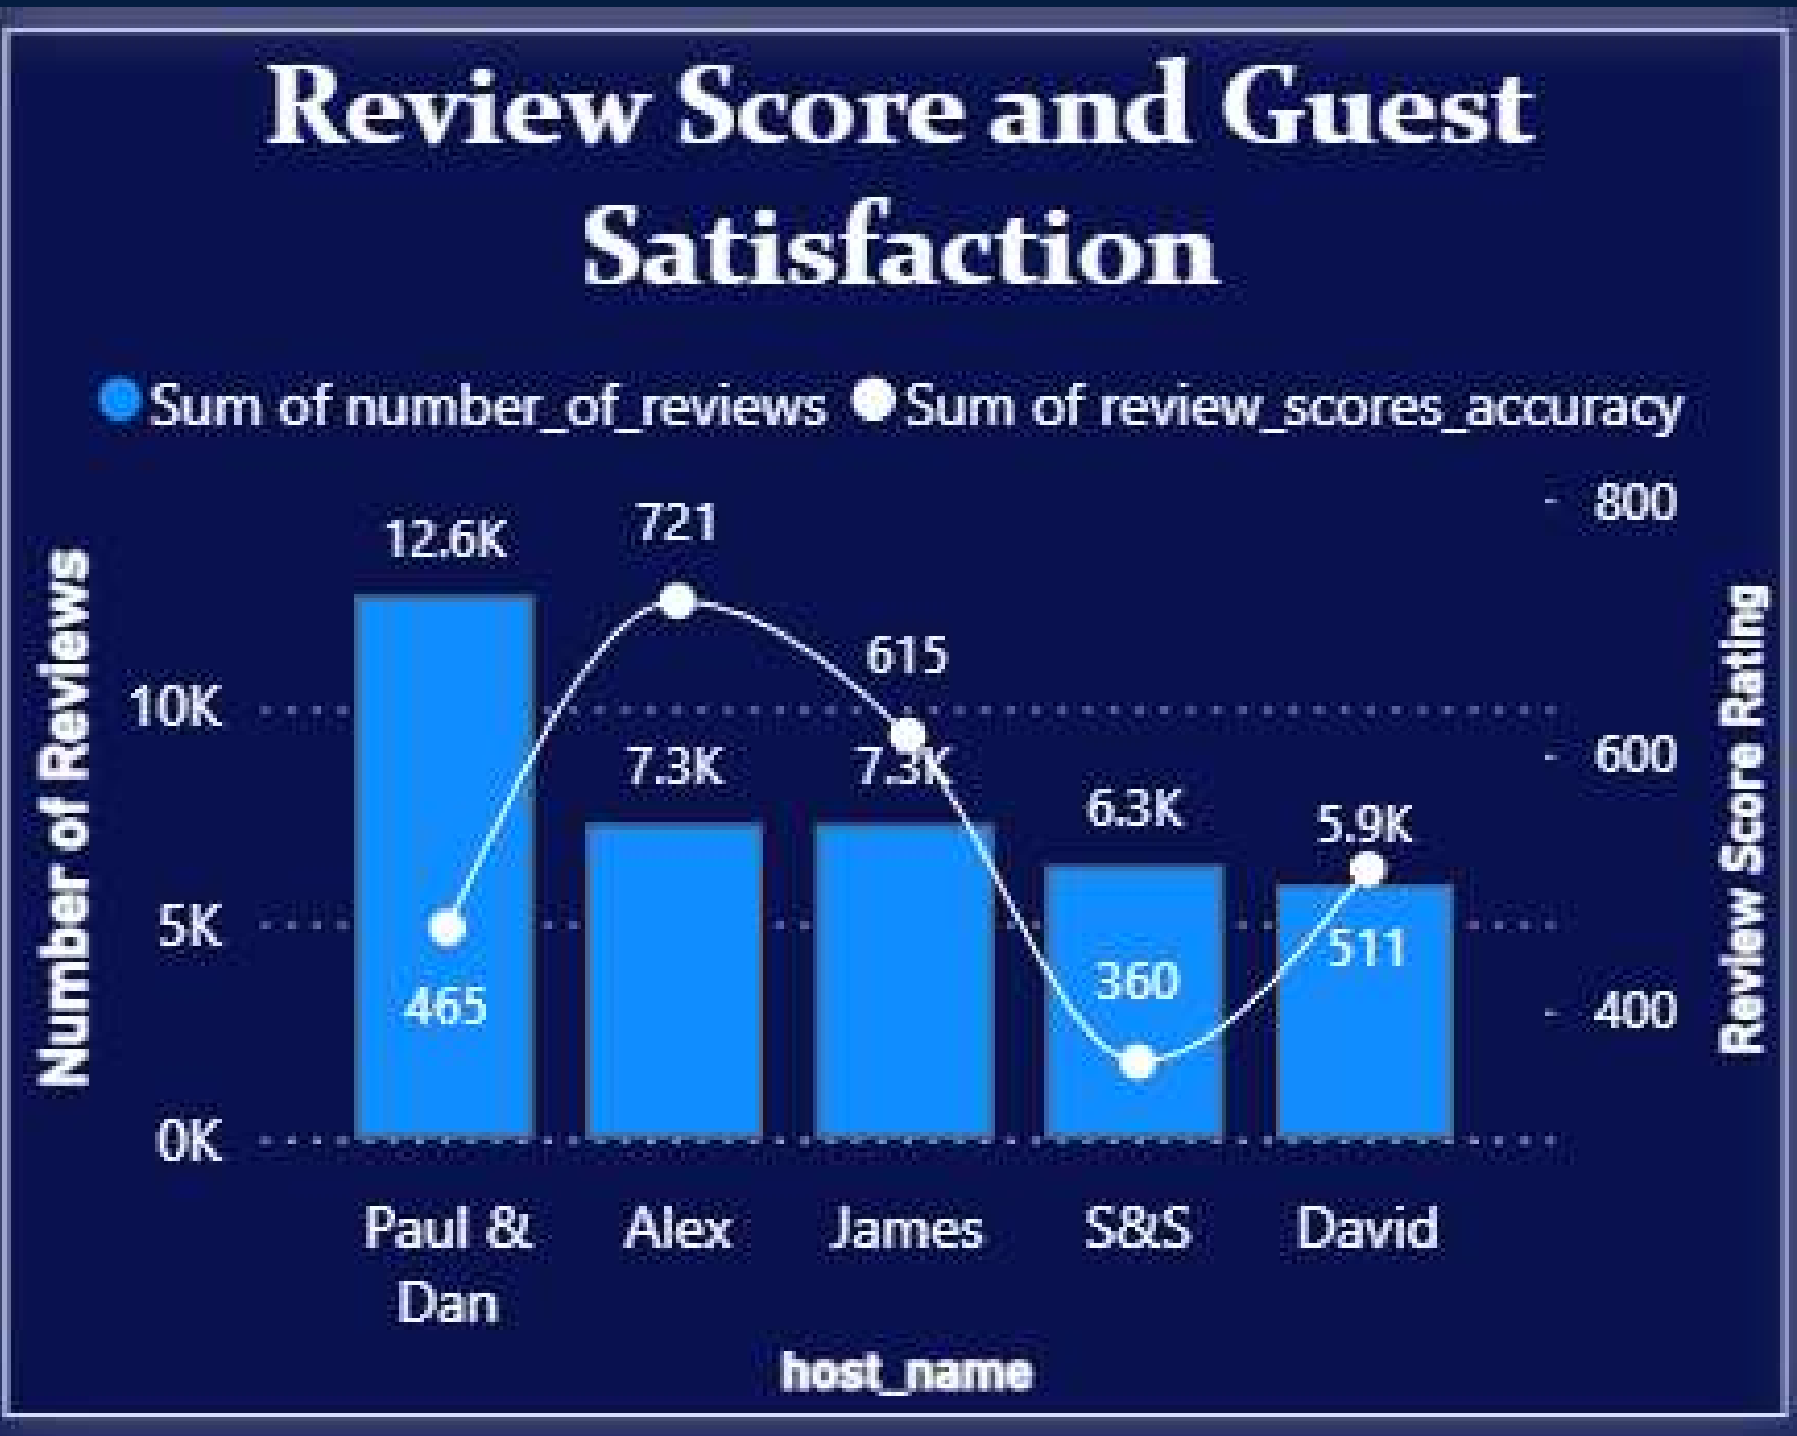 Review Score and Guest
Satisfaction
Sum of number_of_reviews Sum of review_scores_accuracy
Number of Reviews
10K
5K
0K
12.6K
721
615
7.3K
7.3K
6.3K
5.9K
465
360
511
800
600
400
Review Score Rating
Paul &
Dan
Alex
James
S&S
David
host_name